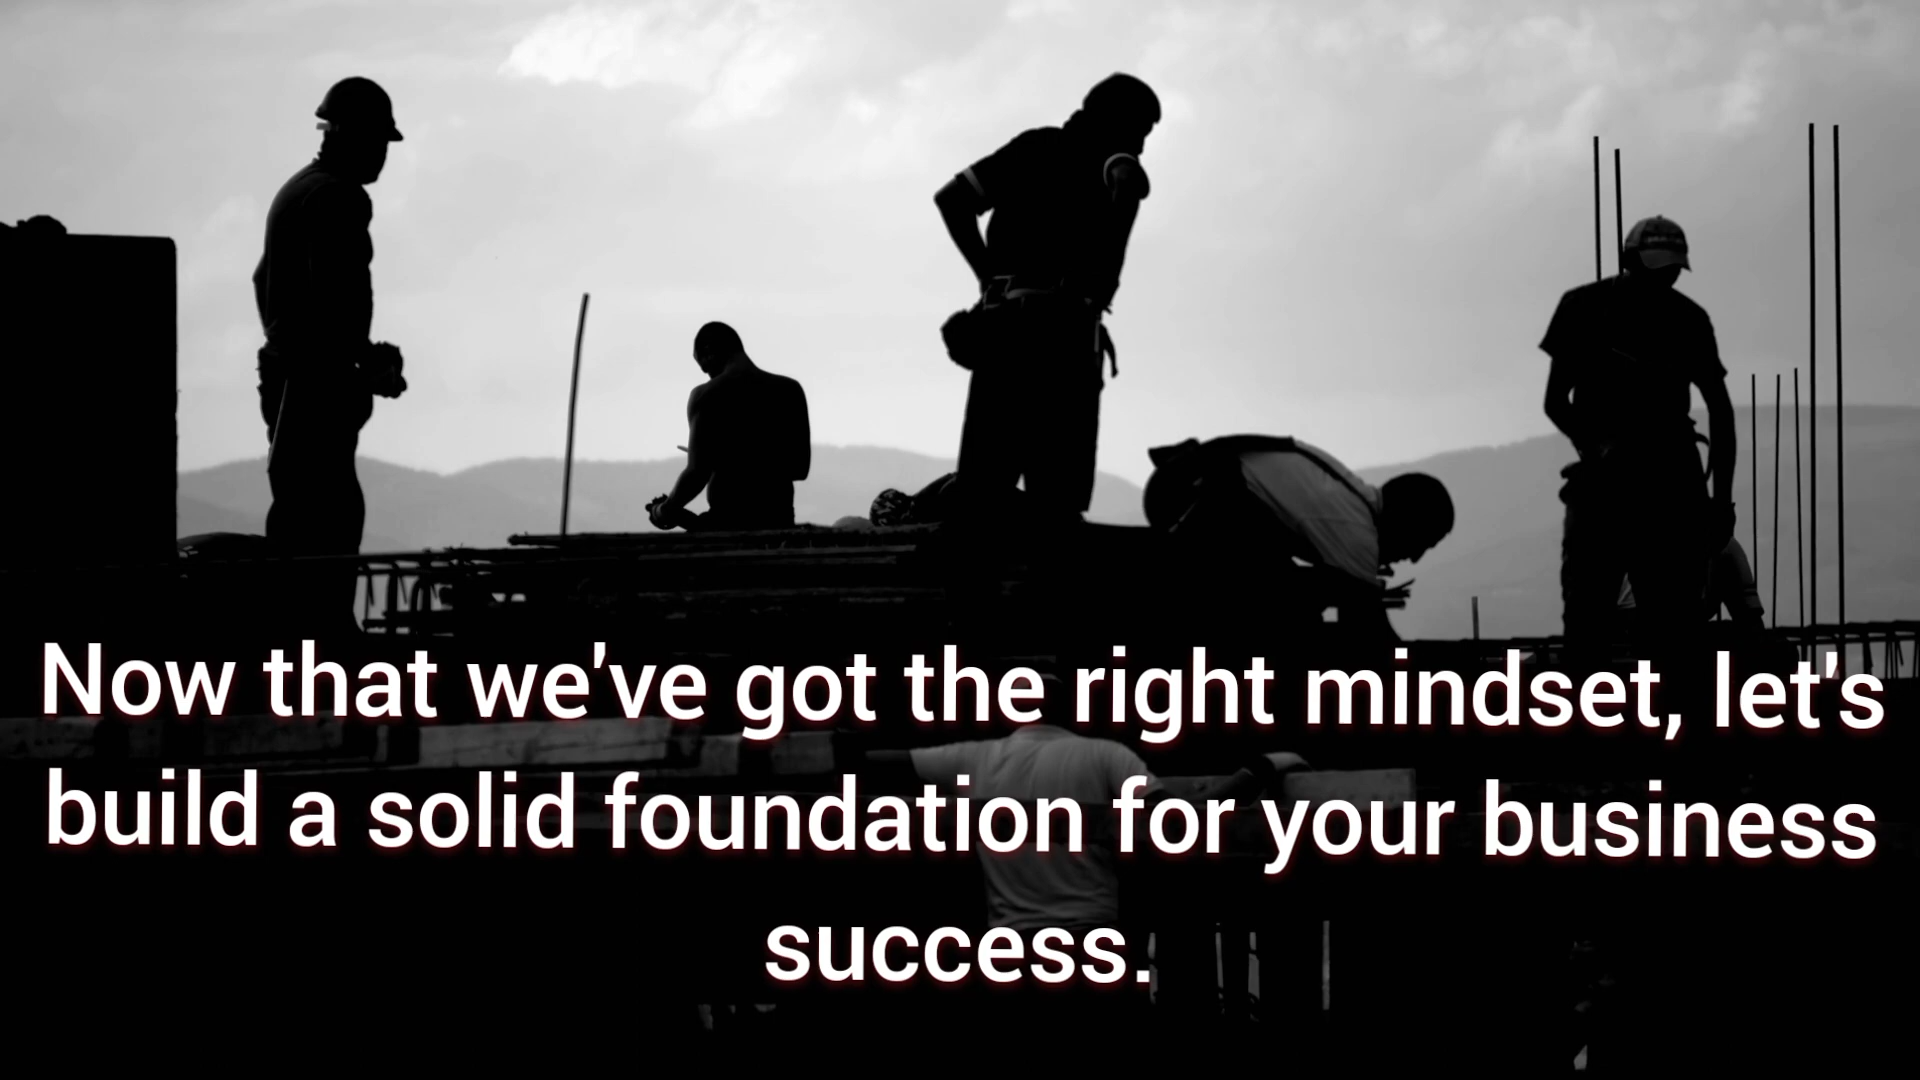 Now that we've got the right mindset, let's
build a solid foundation for your business
success.